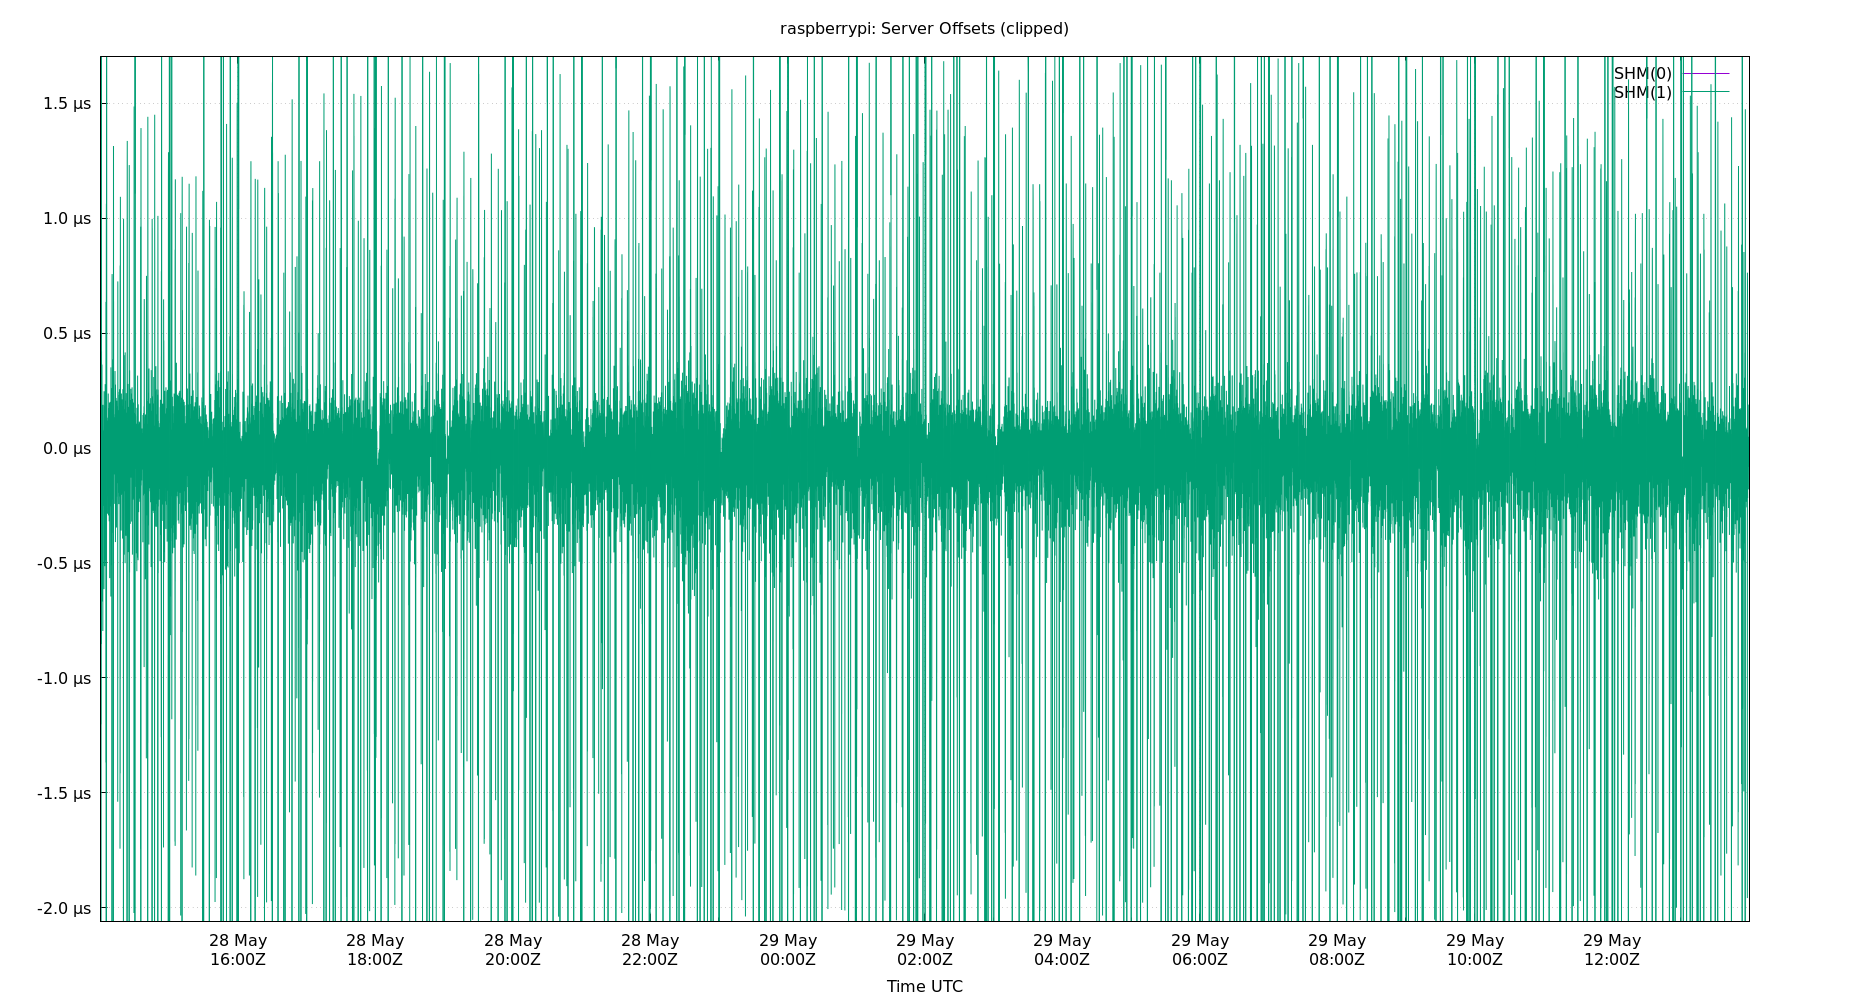 raspberrypi: Server Offsets (clipped)
SHM(0)
SHM(1)
1.5 µs
1.0 µs
0.5 µs
0.0 µs
-0.5 µs
-1.0 µs
-1.5 µs
-2.0 µs
28 May 28 May 28 May 28 May 29 May 29 May 29 May 29 May 29 May 29 May 29 May
16:00Z 18:00Z 20:00Z 22:00Z 00:00Z 02:00Z 04:00Z 06:00Z 08:00Z 10:00Z 12:00Z
Time UTC